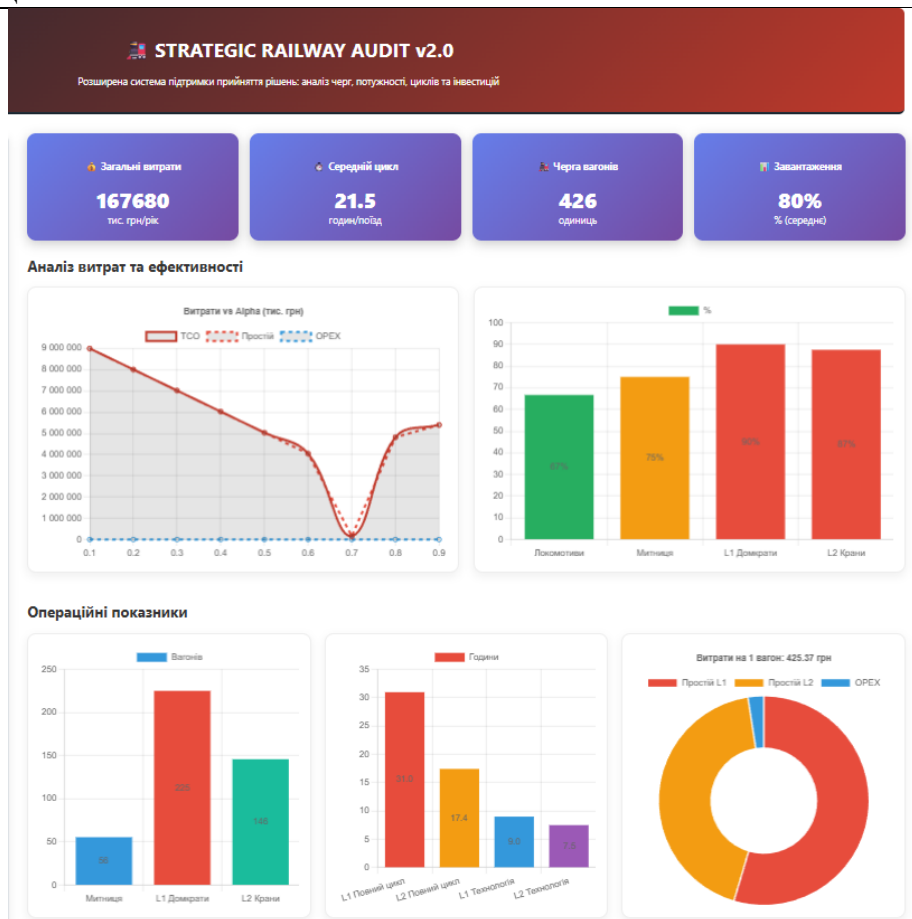 🚂 STRATEGIC RAILWAY AUDIT v2.0
Розширена система підтримки прийняття рішень: аналіз черг, потужності, циклів та інвестицій
💰 Загальні витрати
167680
тис. грн/рік
Середній цикл
21.5
годин/поїзд
Черга вагонів
426
одиниць
📊 Завантаження
80%
% (середнє)
Аналіз витрат та ефективності
Витрати vs Alpha (тис. грн)
TCO Простій OPEX
9 000 000
8 000 000
7 000 000
6 000 000
5 000 000
4 000 000
3 000 000
2 000 000
1 000 000
0
0.1 0.2 0.3 0.4 0.5 0.6 0.7 0.8 0.9
%
100
90
80
70
60
50
40
30
20
10
0
67% 75% 90% 87%
Локомотиви Митниця L1 Домкрати L2 Крани
Операційні показники
Вагонів
250
200
150
100
50
0
56 225 146
Митниця L1 Домкрати L2 Крани
Години
35
30
25
20
15
10
5
0
31.0 17.4 9.0 7.5
L1 Повний цикл L2 Повний цикл L1 Технологія L2 Технологія
Витрати на 1 вагон: 425.37 грн
Простій L1 Простій L2 OPEX